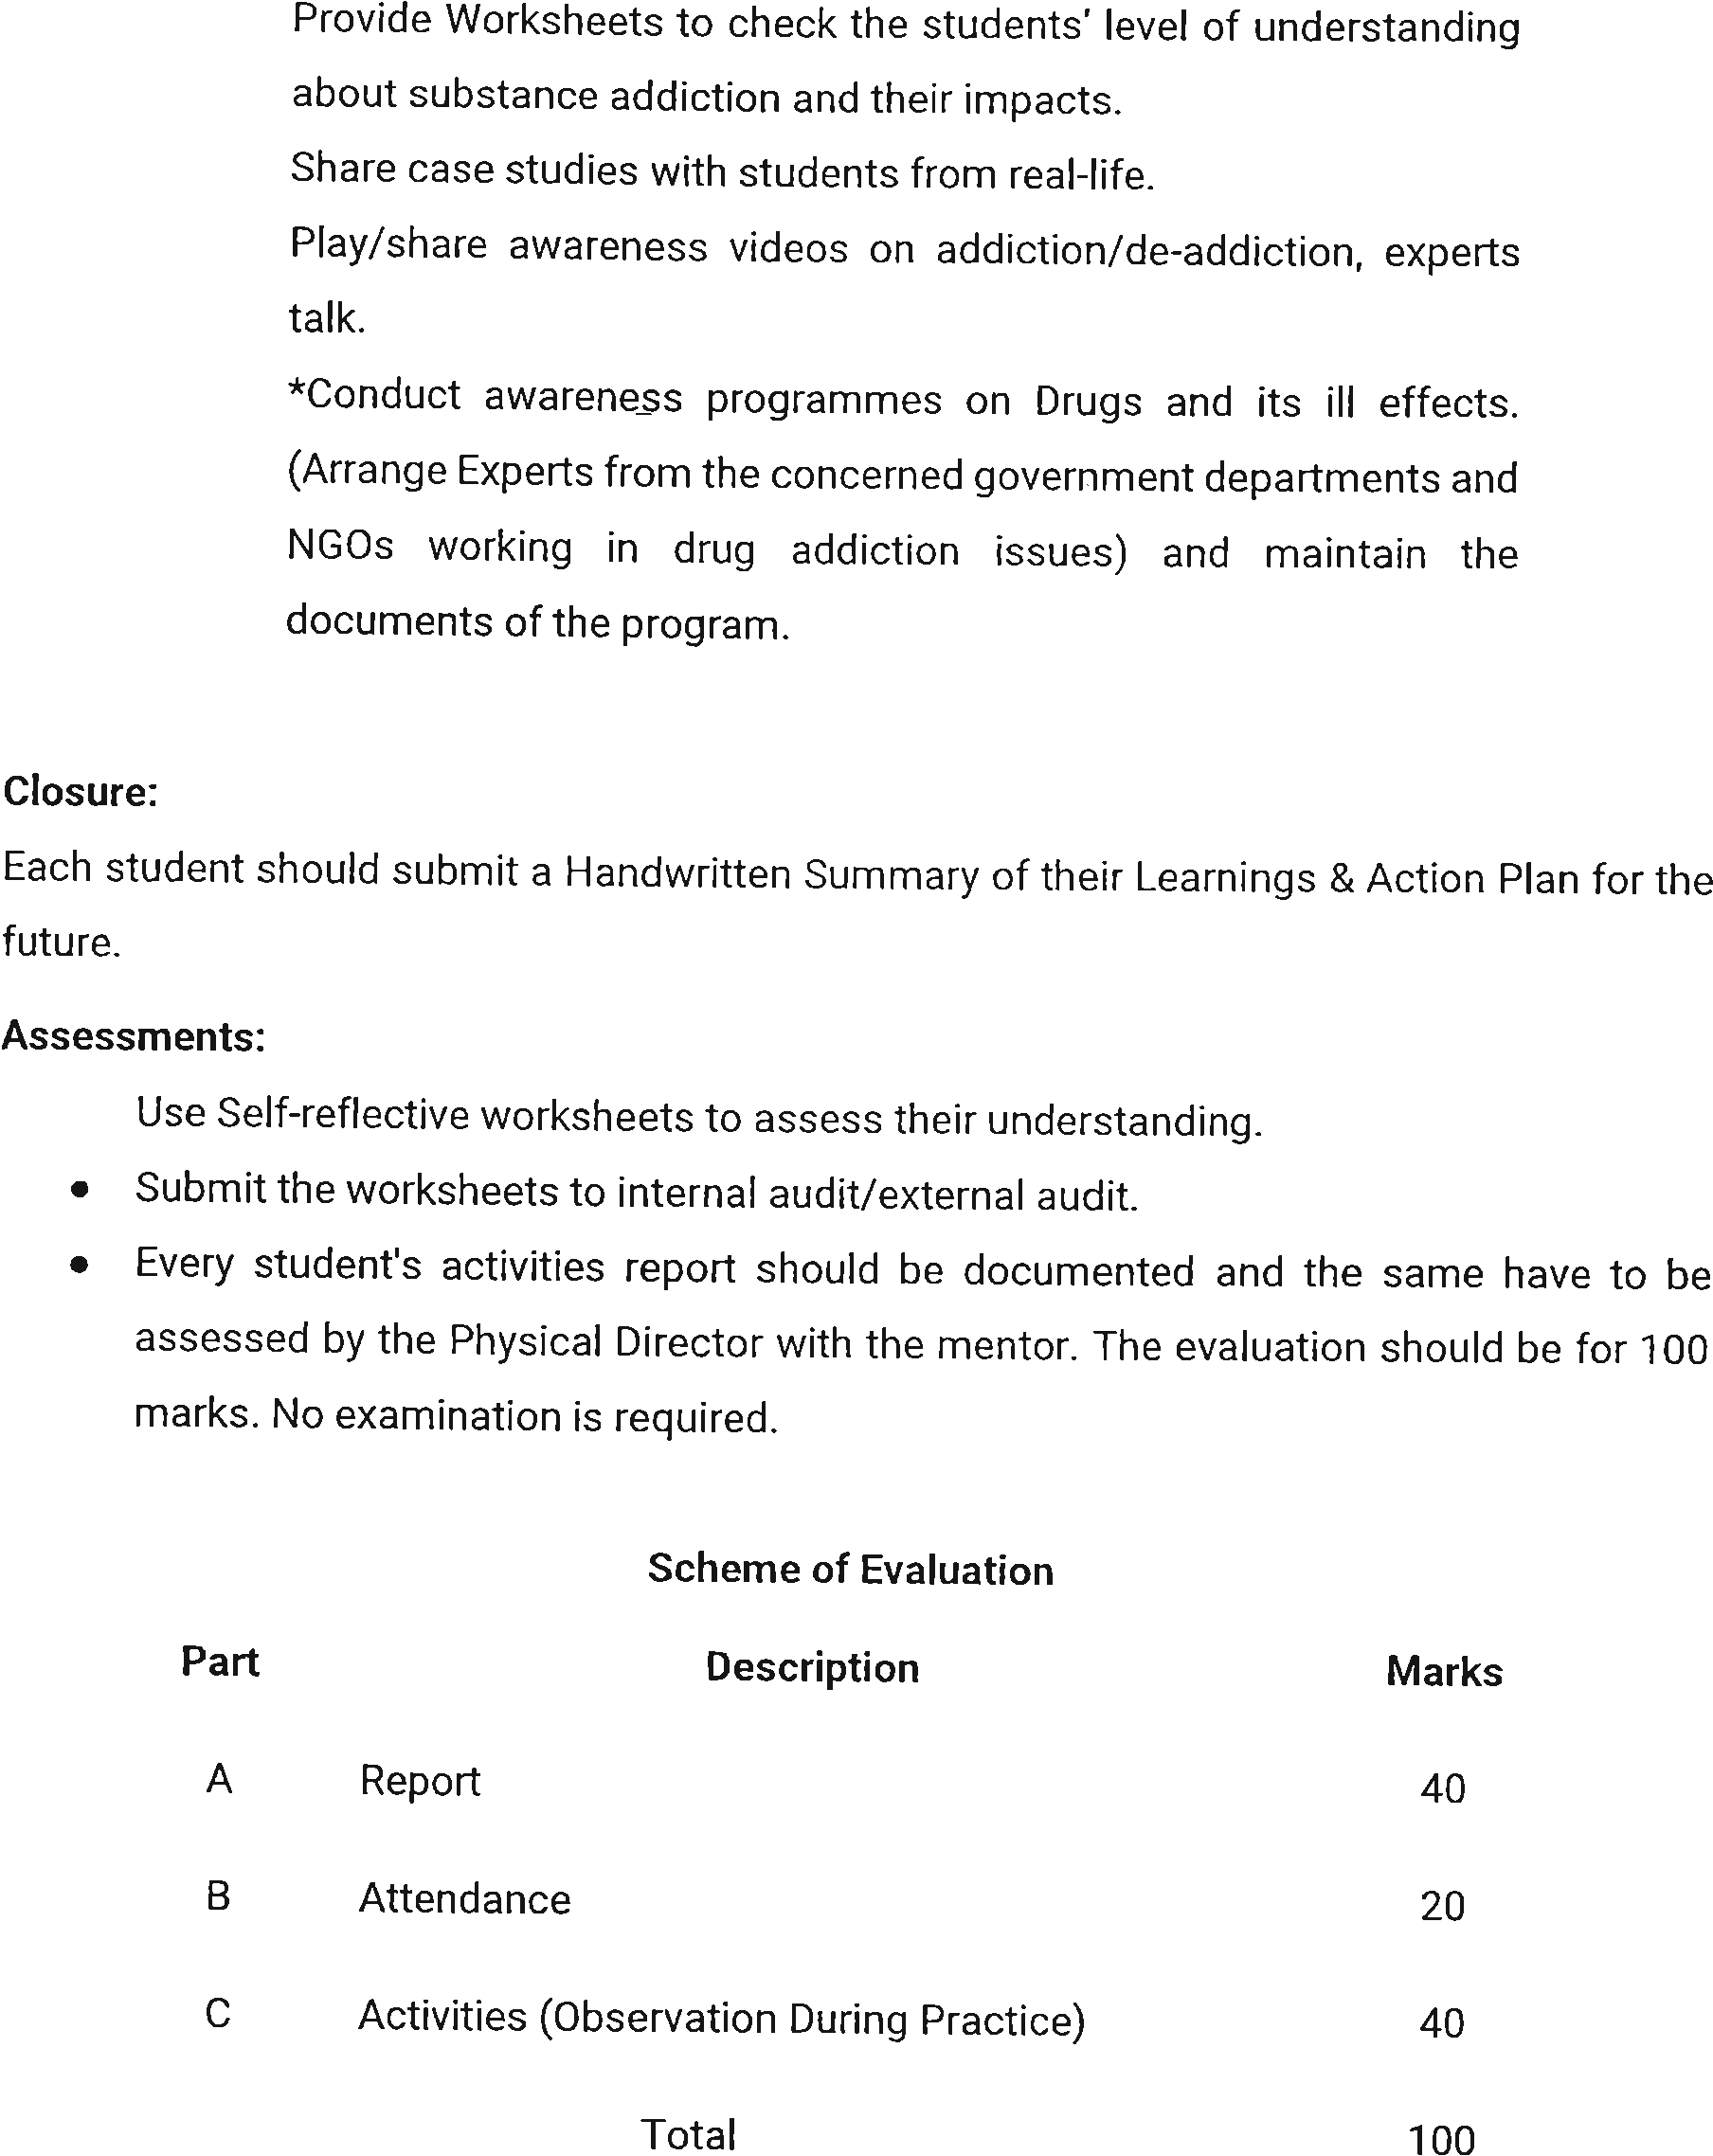 Provide Worksheets to check the students' level of understanding
about substance addiction and their impacts.
Share case studies with students from real-life.
Play/share awareness videos on addiction/de-addiction, experts
talk.
*Conduct awareness programmes on Drugs and its ill effects.
(Arrange Experts from the concerned government departments and
NGOs working in drug addiction issues) and maintain the
documents of the program.
Closure:
Each student should submit a Handwritten Summary of their Learnings & Action Plan for the
future.
Assessments:
Use Self-reflective worksheets to assess their understanding.
• Submit the worksheets to internal audit/external audit.
• Every student's activities report should be documented and the same have to be
assessed by the Physical Director with the mentor. The evaluation should be for 100
marks. No examination is required.
Scheme of Evaluation
Part Description Marks
A Report 40
B Attendance 20
C Activities (Observation During Practice) 40
Total 100